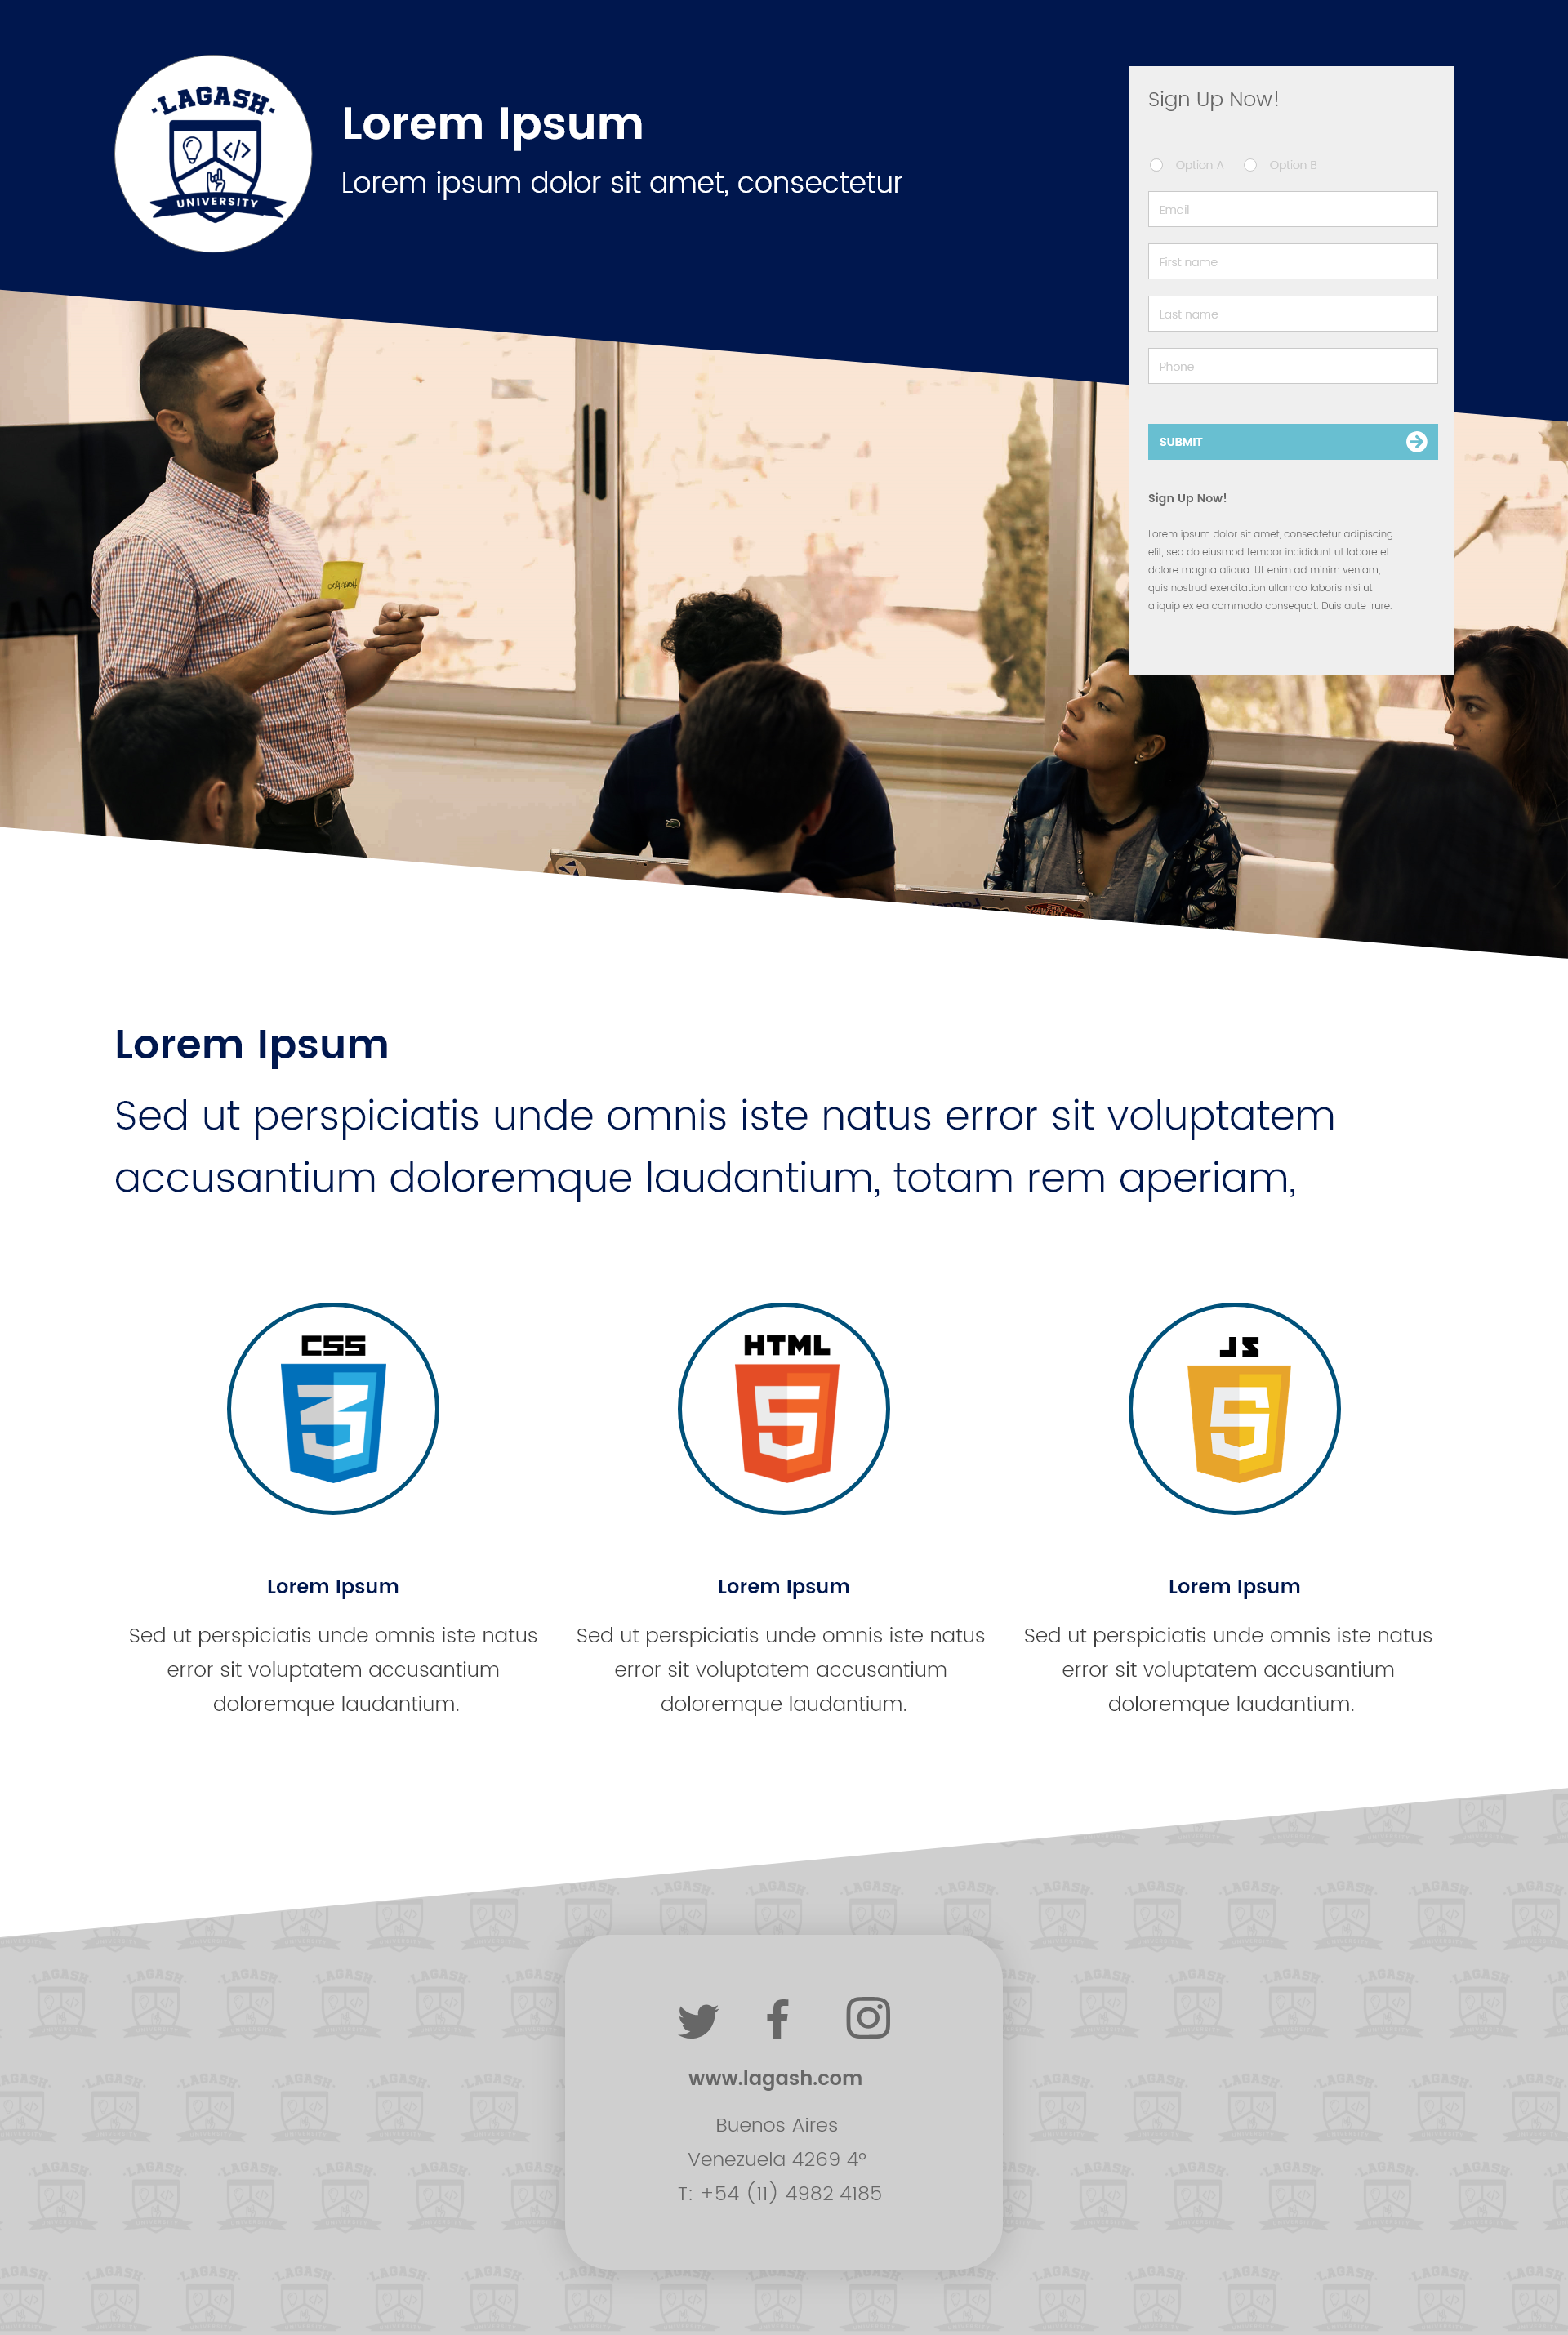 ·LAGASH·
UNIVERSITY
Lorem Ipsum
Lorem ipsum dolor sit amet, consectetur
Sign Up Now!
Option A Option B
Email
First name
Last name
Phone
SUBMIT
Sign Up Now!
Lorem ipsum dolor sit amet, consectetur adipiscing
elit, sed do eiusmod tempor incididunt ut labore et
dolore magna aliqua. Ut enim ad minim veniam,
quis nostrud exercitation ullamco laboris nisi ut
aliquip ex ea commodo consequat. Duis aute irure.
Lorem Ipsum
Sed ut perspiciatis unde omnis iste natus error sit voluptatem
accusantium doloremque laudantium, totam rem aperiam,
CSS
3
HTML
5
JS
5
Lorem Ipsum
Sed ut perspiciatis unde omnis iste natus
error sit voluptatem accusantium
doloremque laudantium.
Lorem Ipsum
Sed ut perspiciatis unde omnis iste natus
error sit voluptatem accusantium
doloremque laudantium.
Lorem Ipsum
Sed ut perspiciatis unde omnis iste natus
error sit voluptatem accusantium
doloremque laudantium.
www.lagash.com
Buenos Aires
Venezuela 4269 4º
T: +54 (11) 4982 4185